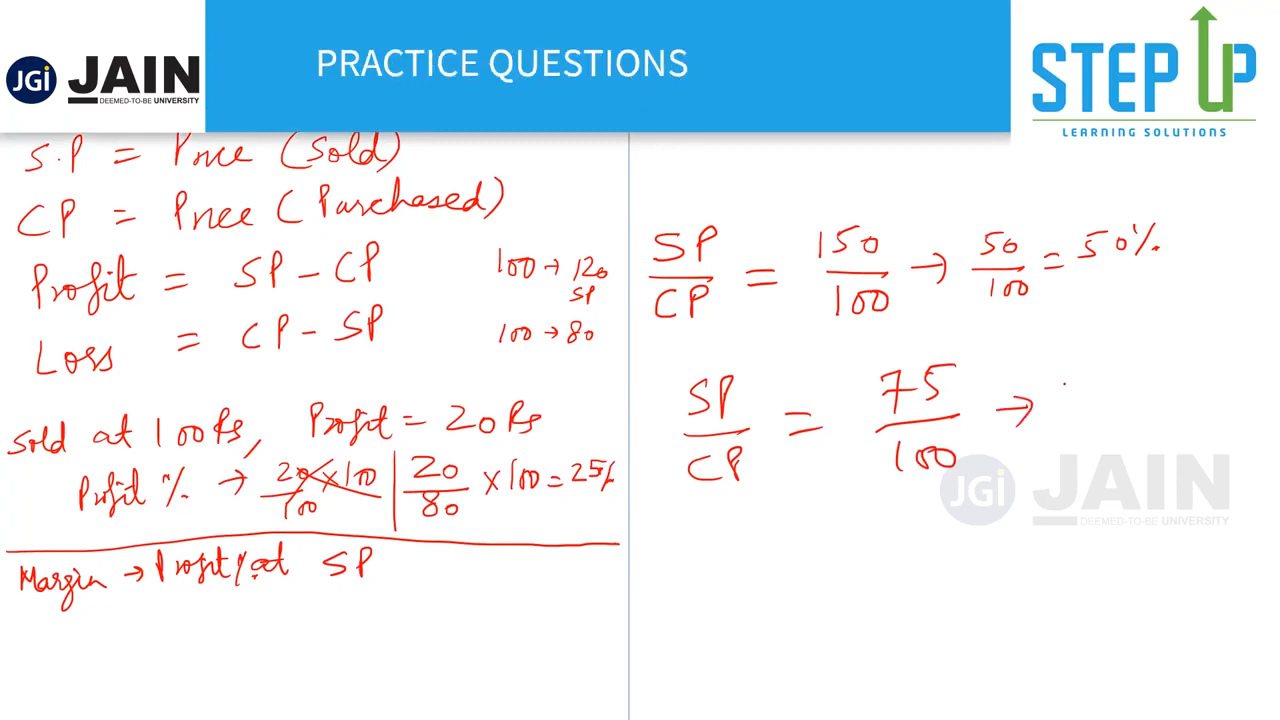 JGi JAIN
DEEMED-TO-BE UNIVERSITY
PRACTICE QUESTIONS
STEP UP
LEARNING SOLUTIONS
S.P = Price (Sold)
CP = Price (Purchased)
Profit = SP - CP
100 → 120
SP
Loss = CP - SP
100 → 80
Sold at 100Rs, Profit = 20 Rs
Profit % → 20×100/100 | 20/80 × 100 = 25%
Margin → Profit % at SP
SP/CP = 150/100 → 50/100 = 50%
SP/CP = 75/100 →
JGi JAIN
DEEMED-TO-BE UNIVERSITY